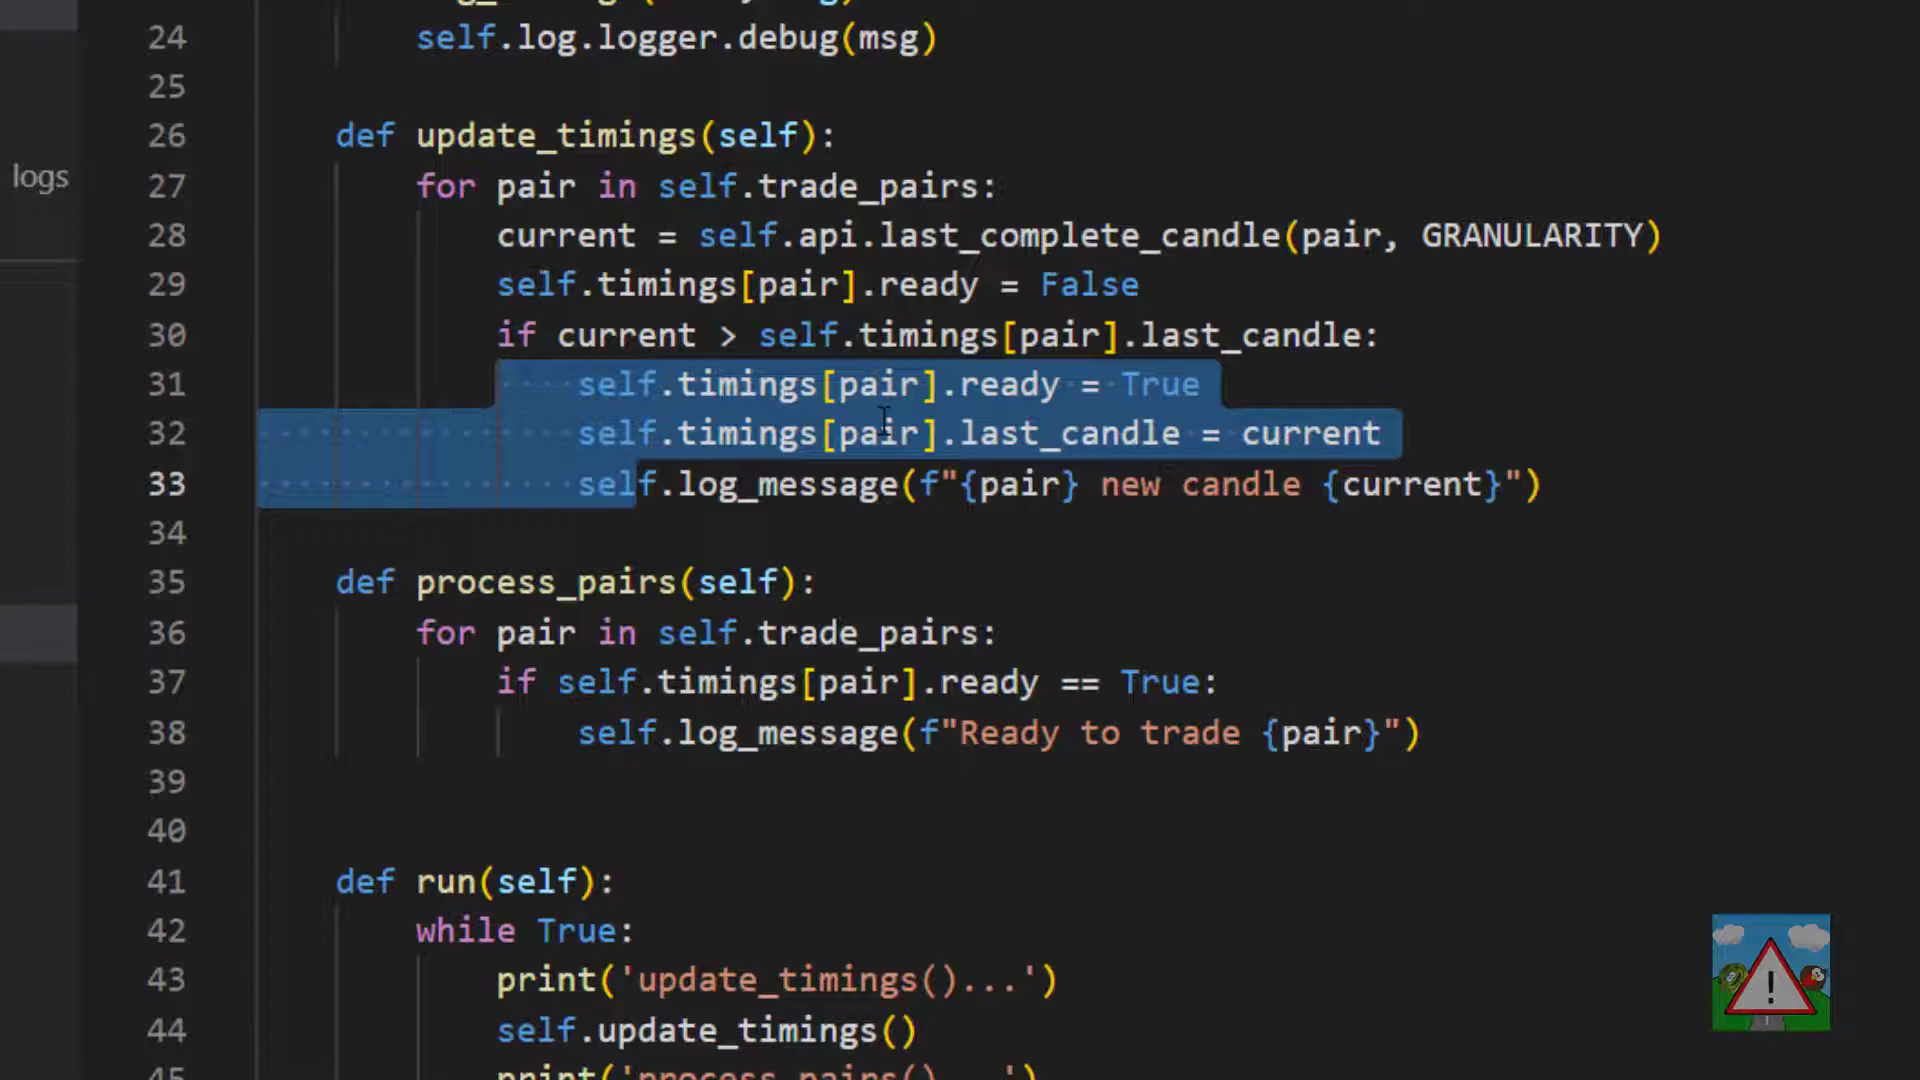 24 self.log.logger.debug(msg)
25
26 def update_timings(self):
logs
27 for pair in self.trade_pairs:
28 current = self.api.last_complete_candle(pair, GRANULARITY)
29 self.timings[pair].ready = False
30 if current > self.timings[pair].last_candle:
31 self.timings[pair].ready = True
32 self.timings[pair].last_candle = current
33 self.log_message(f"{pair} new candle {current}")
34
35 def process_pairs(self):
36 for pair in self.trade_pairs:
37 if self.timings[pair].ready == True:
38 self.log_message(f"Ready to trade {pair}")
39
40
41 def run(self):
42 while True:
43 print('update_timings()...')
44 self.update_timings()
45 print('process_pairs()...')